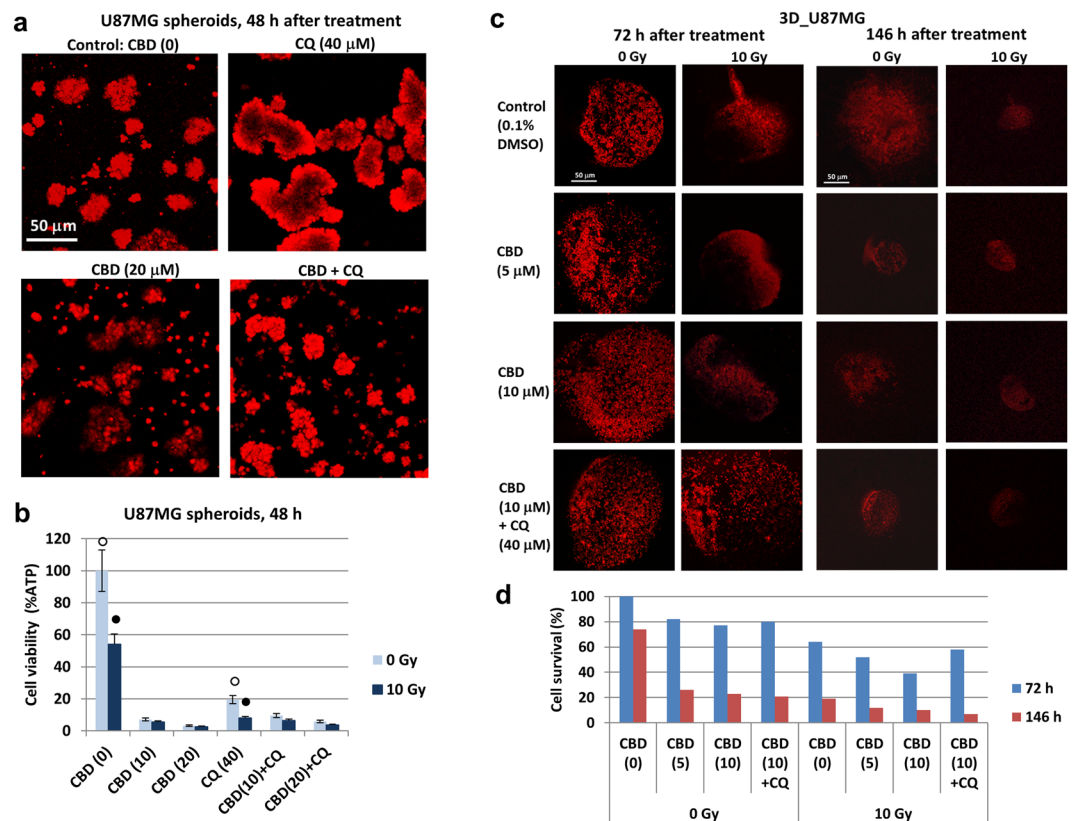 a
U87MG spheroids, 48 h after treatment
Control: CBD (0)
CQ (40 μM)
50 μm
CBD (20 μM)
CBD + CQ
b
U87MG spheroids, 48 h
Cell viability (%ATP)
120
100
80
60
40
20
0
CBD (0)
CBD (10)
CBD (20)
CQ (40)
CBD(10)+CQ
CBD(20)+CQ
0 Gy
10 Gy
c
3D_U87MG
72 h after treatment
146 h after treatment
0 Gy
10 Gy
0 Gy
10 Gy
Control
(0.1%
DMSO)
50 μm
50 μm
CBD
(5 μM)
CBD
(10 μM)
CBD
(10 μM)
+ CQ
(40 μM)
d
Cell survival (%)
100
80
60
40
20
0
CBD
(0)
CBD
(5)
CBD
(10)
CBD
(10)
+CQ
CBD
(0)
CBD
(5)
CBD
(10)
CBD
(10)
+CQ
0 Gy
10 Gy
72 h
146 h